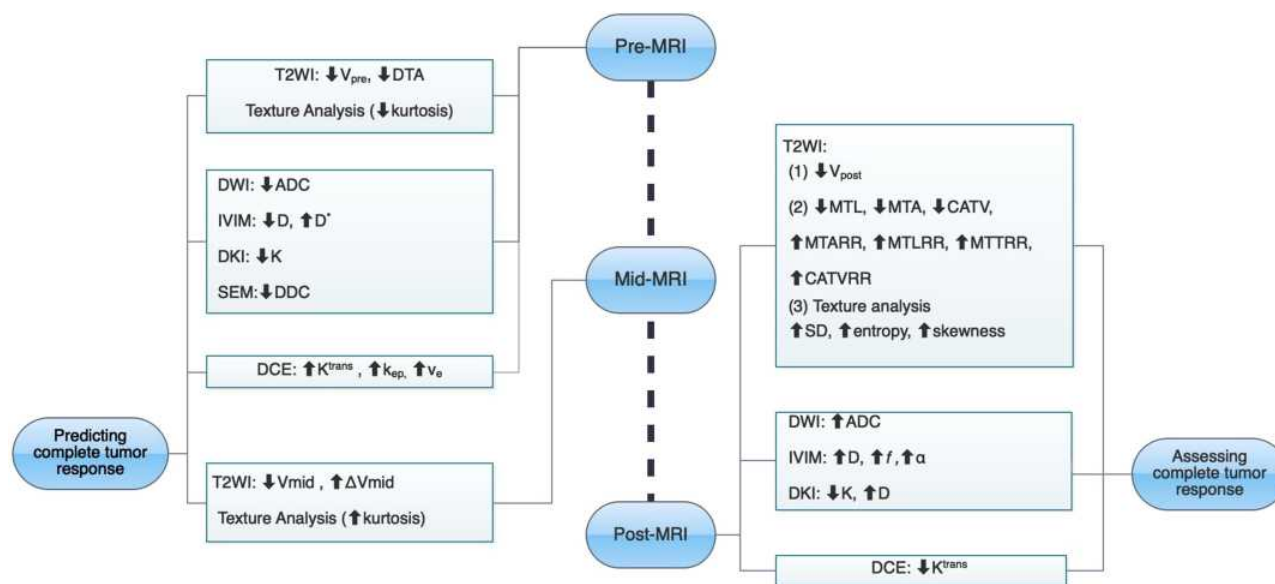 Pre-MRI
T2WI: ⬇Vpre, ⬇DTA
Texture Analysis (⬇kurtosis)
DWI: ⬇ADC
IVIM: ⬇D, ⬆D*
DKI: ⬇K
SEM:⬇DDC
DCE: ⬆Ktrans , ⬆kep, ⬆ve
Predicting
complete tumor
response
T2WI: ⬇Vmid , ⬆ΔVmid
Texture Analysis (⬆kurtosis)
Mid-MRI
Post-MRI
T2WI:
(1) ⬇Vpost
(2) ⬇MTL, ⬇MTA, ⬇CATV,
⬆MTARR, ⬆MTLRR, ⬆MTTRR,
⬆CATVRR
(3) Texture analysis
⬆SD, ⬆entropy, ⬆skewness
DWI: ⬆ADC
IVIM: ⬆D, ⬆f,⬆α
DKI: ⬇K, ⬆D
DCE: ⬇Ktrans
Assessing
complete tumor
response